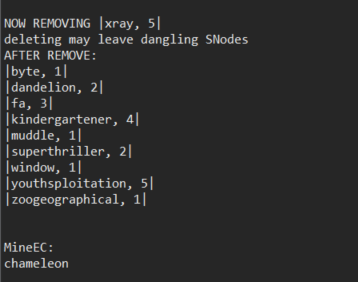 NOW REMOVING |xray, 5|
deleting may leave dangling SNodes
AFTER REMOVE:
|byte, 1|
|dandelion, 2|
|fa, 3|
|kindergartener, 4|
|muddle, 1|
|superthriller, 2|
|window, 1|
|youthsploitation, 5|
|zoogeographical, 1|
MineEC:
chameleon